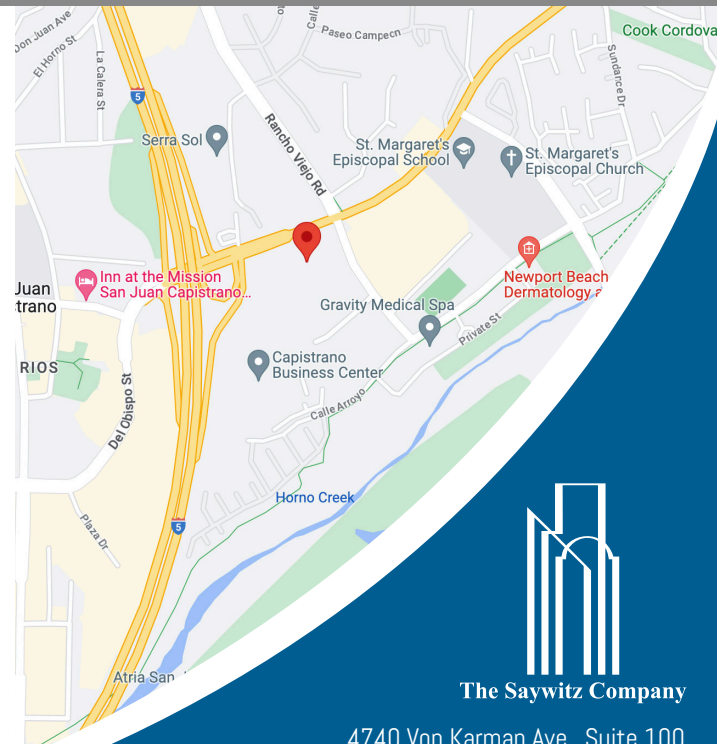 Don Juan Ave
El Horno St
La Calera St
Calle
Paseo Campecn
Cook Cordova
Sundance Dr
5
Serra Sol
Rancho Viejo Rd
St. Margaret's
Episcopal School
St. Margaret's
Episcopal Church
Juan
trano
Inn at the Mission
San Juan Capistrano...
Newport Beach
Dermatology a
Gravity Medical Spa
Private St
RIOS
Capistrano
Business Center
Del Obispo St
Calle Arroyo
Horno Creek
5
Plaza Dr
Atria San
The Saywitz Company
4740 Von Karman Ave., Suite 100